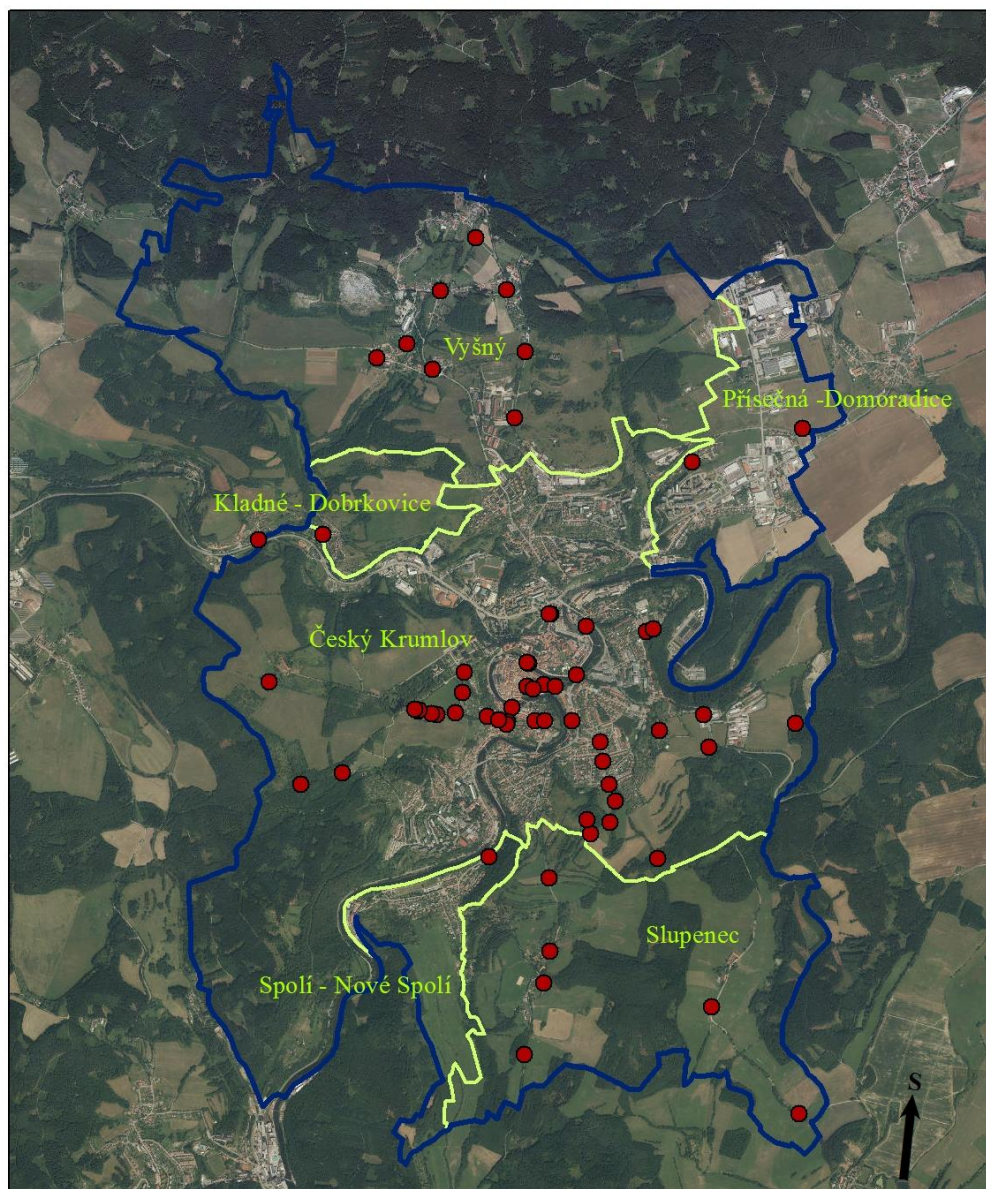 Vyšný
Přísečná -Domoradice
Kladné - Dobrkovice
Český Krumlov
Slupenec
Spolí - Nové Spolí
S